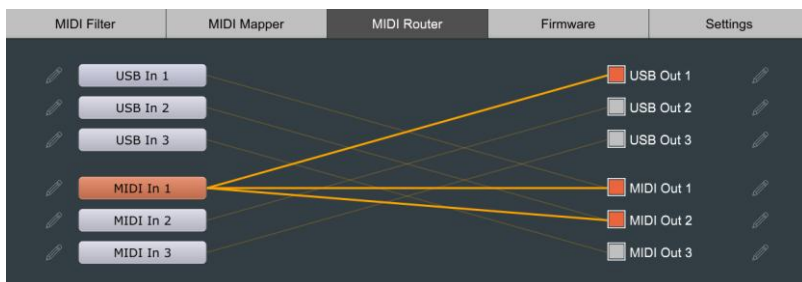 MIDI Filter MIDI Mapper MIDI Router Firmware Settings
USB In 1 USB Out 1
USB In 2 USB Out 2
USB In 3 USB Out 3
MIDI In 1 MIDI Out 1
MIDI In 2 MIDI Out 2
MIDI In 3 MIDI Out 3